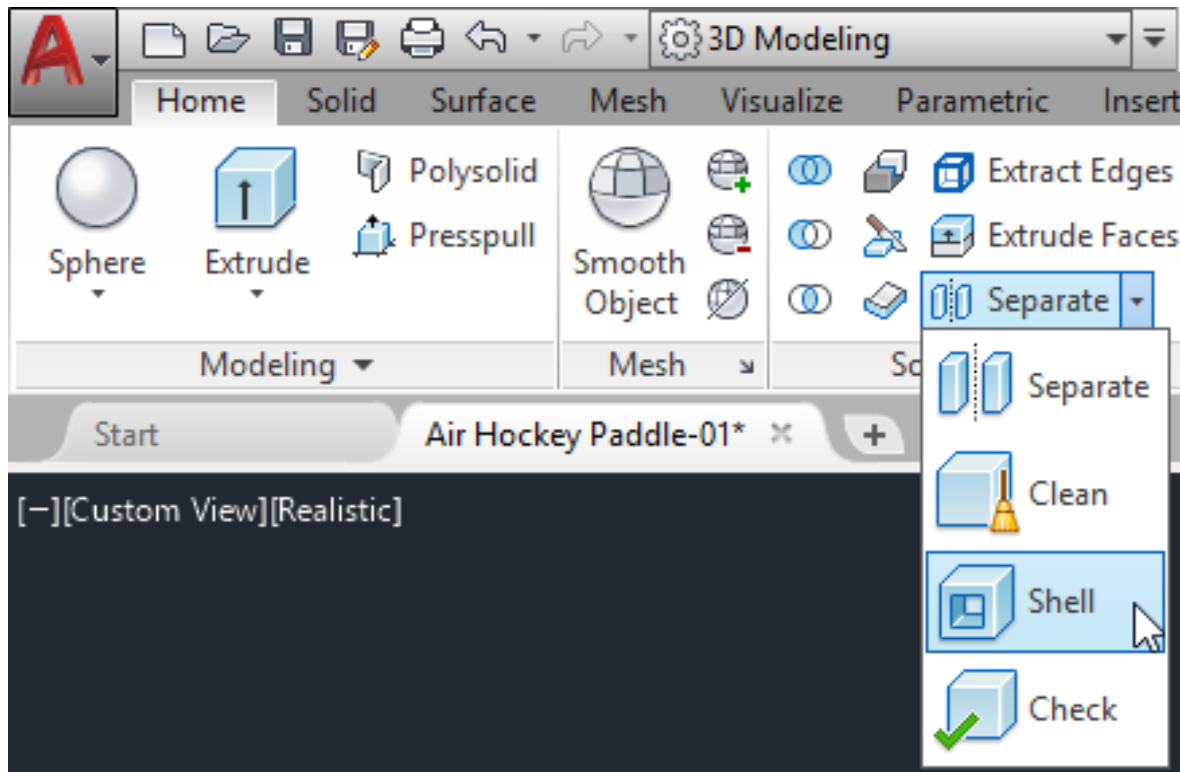 3D Modeling
Home Solid Surface Mesh Visualize Parametric Insert
Polysolid
Presspull
Sphere
Extrude
Smooth
Object
Extract Edges
Extrude Faces
Separate
Modeling
Mesh
Start
Air Hockey Paddle-01*
[−][Custom View][Realistic]
Separate
Clean
Shell
Check